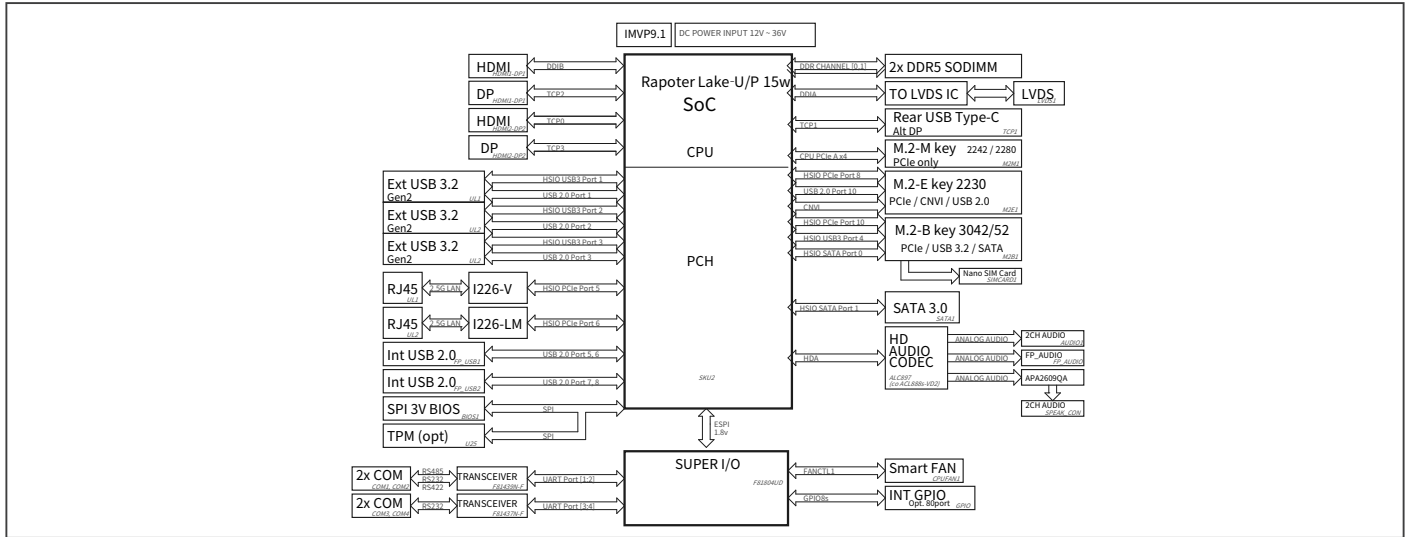 IMVP9.1
DC POWER INPUT 12V ~ 36V
HDMI
HDMI1-DP1
DDIB
DP
HDMI1-DP1
TCP2
HDMI
HDMI2-DP2
TCP0
DP
HDMI2-DP2
TCP3
Rapoter Lake-U/P 15w
SoC
CPU
PCH
SKU2
DDR CHANNEL [0,1]
2x DDR5 SODIMM
DDIA
TO LVDS IC
LVDS
LVDS1
TCP1
Rear USB Type-C
Alt DP
TCP1
CPU PCIe A x4
M.2-M key 2242 / 2280
PCIe only
M2M1
HSIO PCIe Port 8
USB 2.0 Port 10
CNVI
M.2-E key 2230
PCIe / CNVI / USB 2.0
M2E1
HSIO PCIe Port 10
HSIO USB3 Port 4
HSIO SATA Port 0
M.2-B key 3042/52
PCIe / USB 3.2 / SATA
M2B1
Nano SIM Card
SIMCARD1
HSIO SATA Port 1
SATA 3.0
SATA1
HDA
HD
AUDIO
CODEC
ALC897
(co ACL888s-VD2)
ANALOG AUDIO
2CH AUDIO
AUDIO1
ANALOG AUDIO
FP_AUDIO
FP_AUDIO
ANALOG AUDIO
APA2609QA
2CH AUDIO
SPEAK_CON
Ext USB 3.2
Gen2
UL1
HSIO USB3 Port 1
USB 2.0 Port 1
Ext USB 3.2
Gen2
UL2
HSIO USB3 Port 2
USB 2.0 Port 2
Ext USB 3.2
Gen2
UL2
HSIO USB3 Port 3
USB 2.0 Port 3
RJ45
UL1
2.5G LAN
I226-V
HSIO PCIe Port 5
RJ45
UL2
2.5G LAN
I226-LM
HSIO PCIe Port 6
Int USB 2.0
FP_USB1
USB 2.0 Port 5, 6
Int USB 2.0
FP_USB2
USB 2.0 Port 7, 8
SPI 3V BIOS
BIOS1
SPI
TPM (opt)
U25
SPI
ESPI
1.8v
SUPER I/O
F81804UD
2x COM
COM1, COM2
RS485
RS232
RS422
TRANSCEIVER
F81439N-F
UART Port [1:2]
2x COM
COM3, COM4
RS232
TRANSCEIVER
F81437N-F
UART Port [3:4]
FANCTL1
Smart FAN
CPUFAN1
GPIO8s
INT GPIO
Opt. 80port
GPIO